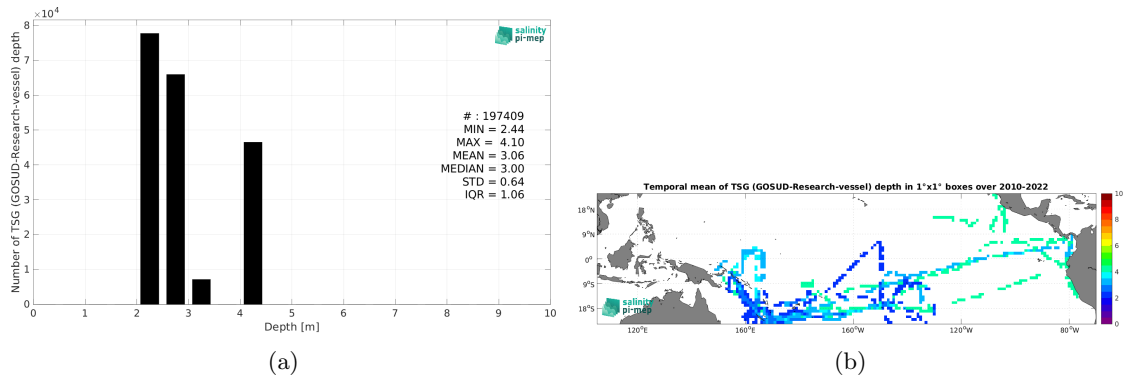 ×10⁴
8
7
6
5
4
3
2
1
0
Number of TSG (GOSUD-Research-vessel) depth
salinity
pi-mep
# : 197409
MIN = 2.44
MAX = 4.10
MEAN = 3.06
MEDIAN = 3.00
STD = 0.64
IQR = 1.06
0 1 2 3 4 5 6 7 8 9 10
Depth [m]
(a)
Temporal mean of TSG (GOSUD-Research-vessel) depth in 1°x1° boxes over 2010-2022
18°N
9°N
0°
9°S
18°S
salinity
pi-mep
120°E 160°E 160°W 120°W 80°W
10
8
6
4
2
0
(b)